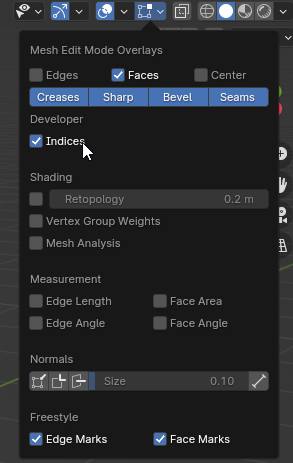 Mesh Edit Mode Overlays
Edges Faces Center
Creases Sharp Bevel Seams
Developer
Indices
Shading
Retopology 0.2 m
Vertex Group Weights
Mesh Analysis
Measurement
Edge Length Face Area
Edge Angle Face Angle
Normals
Size 0.10
Freestyle
Edge Marks Face Marks